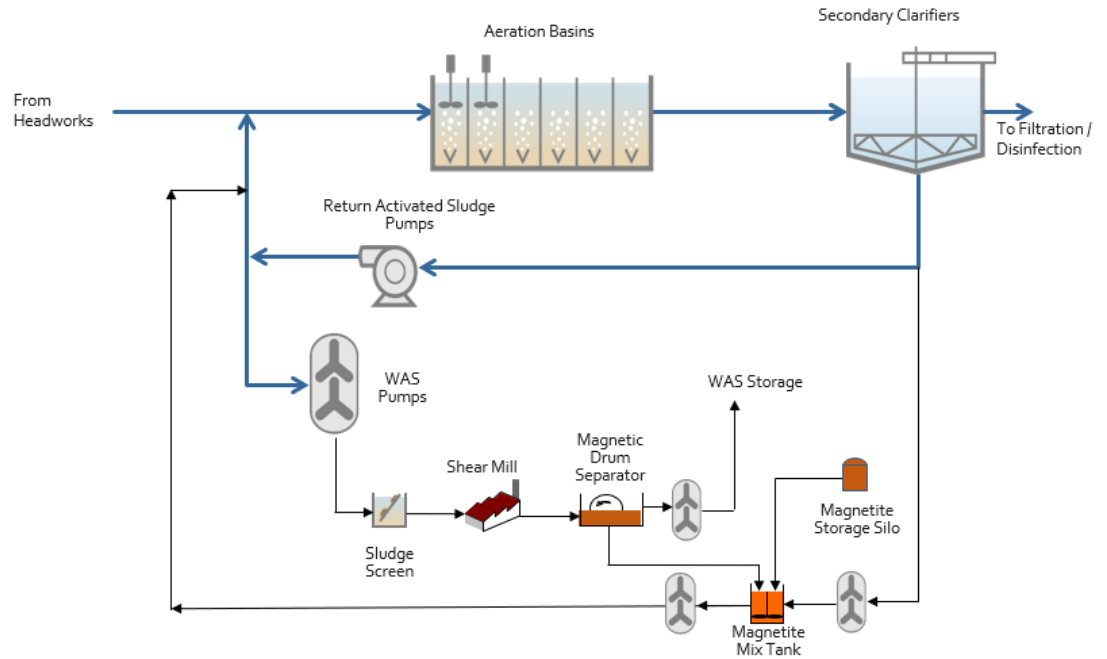 Secondary Clarifiers
Aeration Basins
From
Headworks
To Filtration /
Disinfection
Return Activated Sludge
Pumps
WAS
Pumps
WAS Storage
Magnetic
Drum
Separator
Shear Mill
Magnetite
Storage Silo
Sludge
Screen
Magnetite
Mix Tank